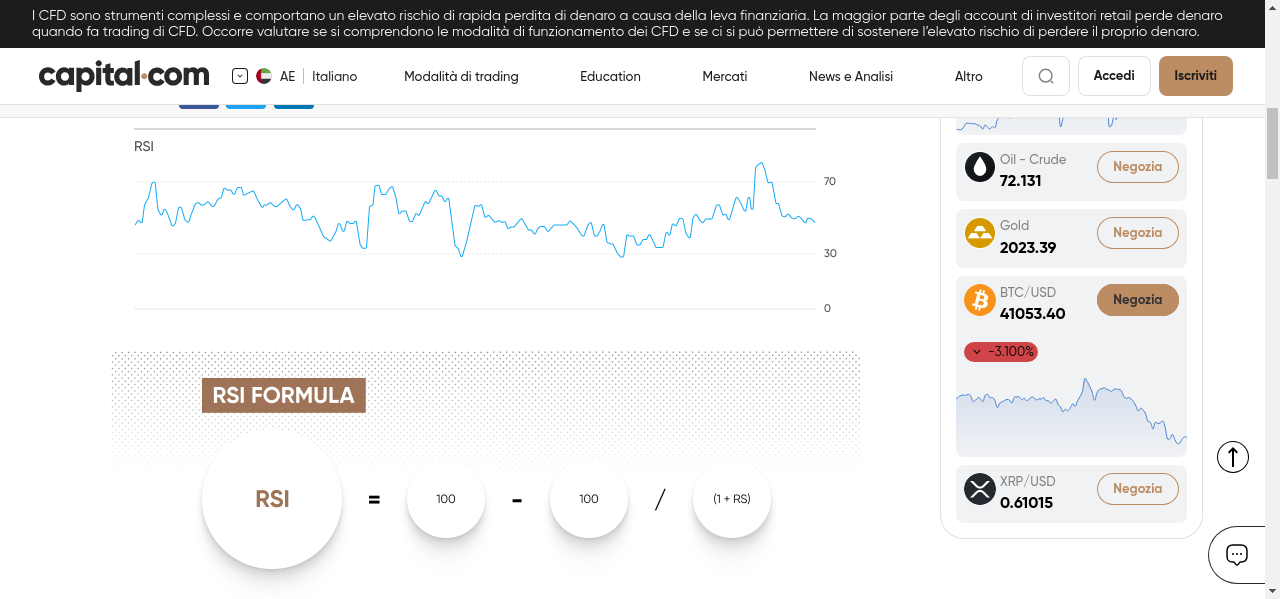 I CFD sono strumenti complessi e comportano un elevato rischio di rapida perdita di denaro a causa della leva finanziaria. La maggior parte degli account di investitori retail perde denaro
quando fa trading di CFD. Occorre valutare se si comprendono le modalità di funzionamento dei CFD e se ci si può permettere di sostenere l’elevato rischio di perdere il proprio denaro.
capital.com
AE
Italiano
Modalità di trading
Education
Mercati
News e Analisi
Altro
Accedi
Iscriviti
RSI
70
30
0
RSI FORMULA
RSI = 100 - 100 / (1 + RS)
Oil - Crude
72.131
Negozia
Gold
2023.39
Negozia
BTC/USD
41053.40
Negozia
-3.100%
XRP/USD
0.61015
Negozia